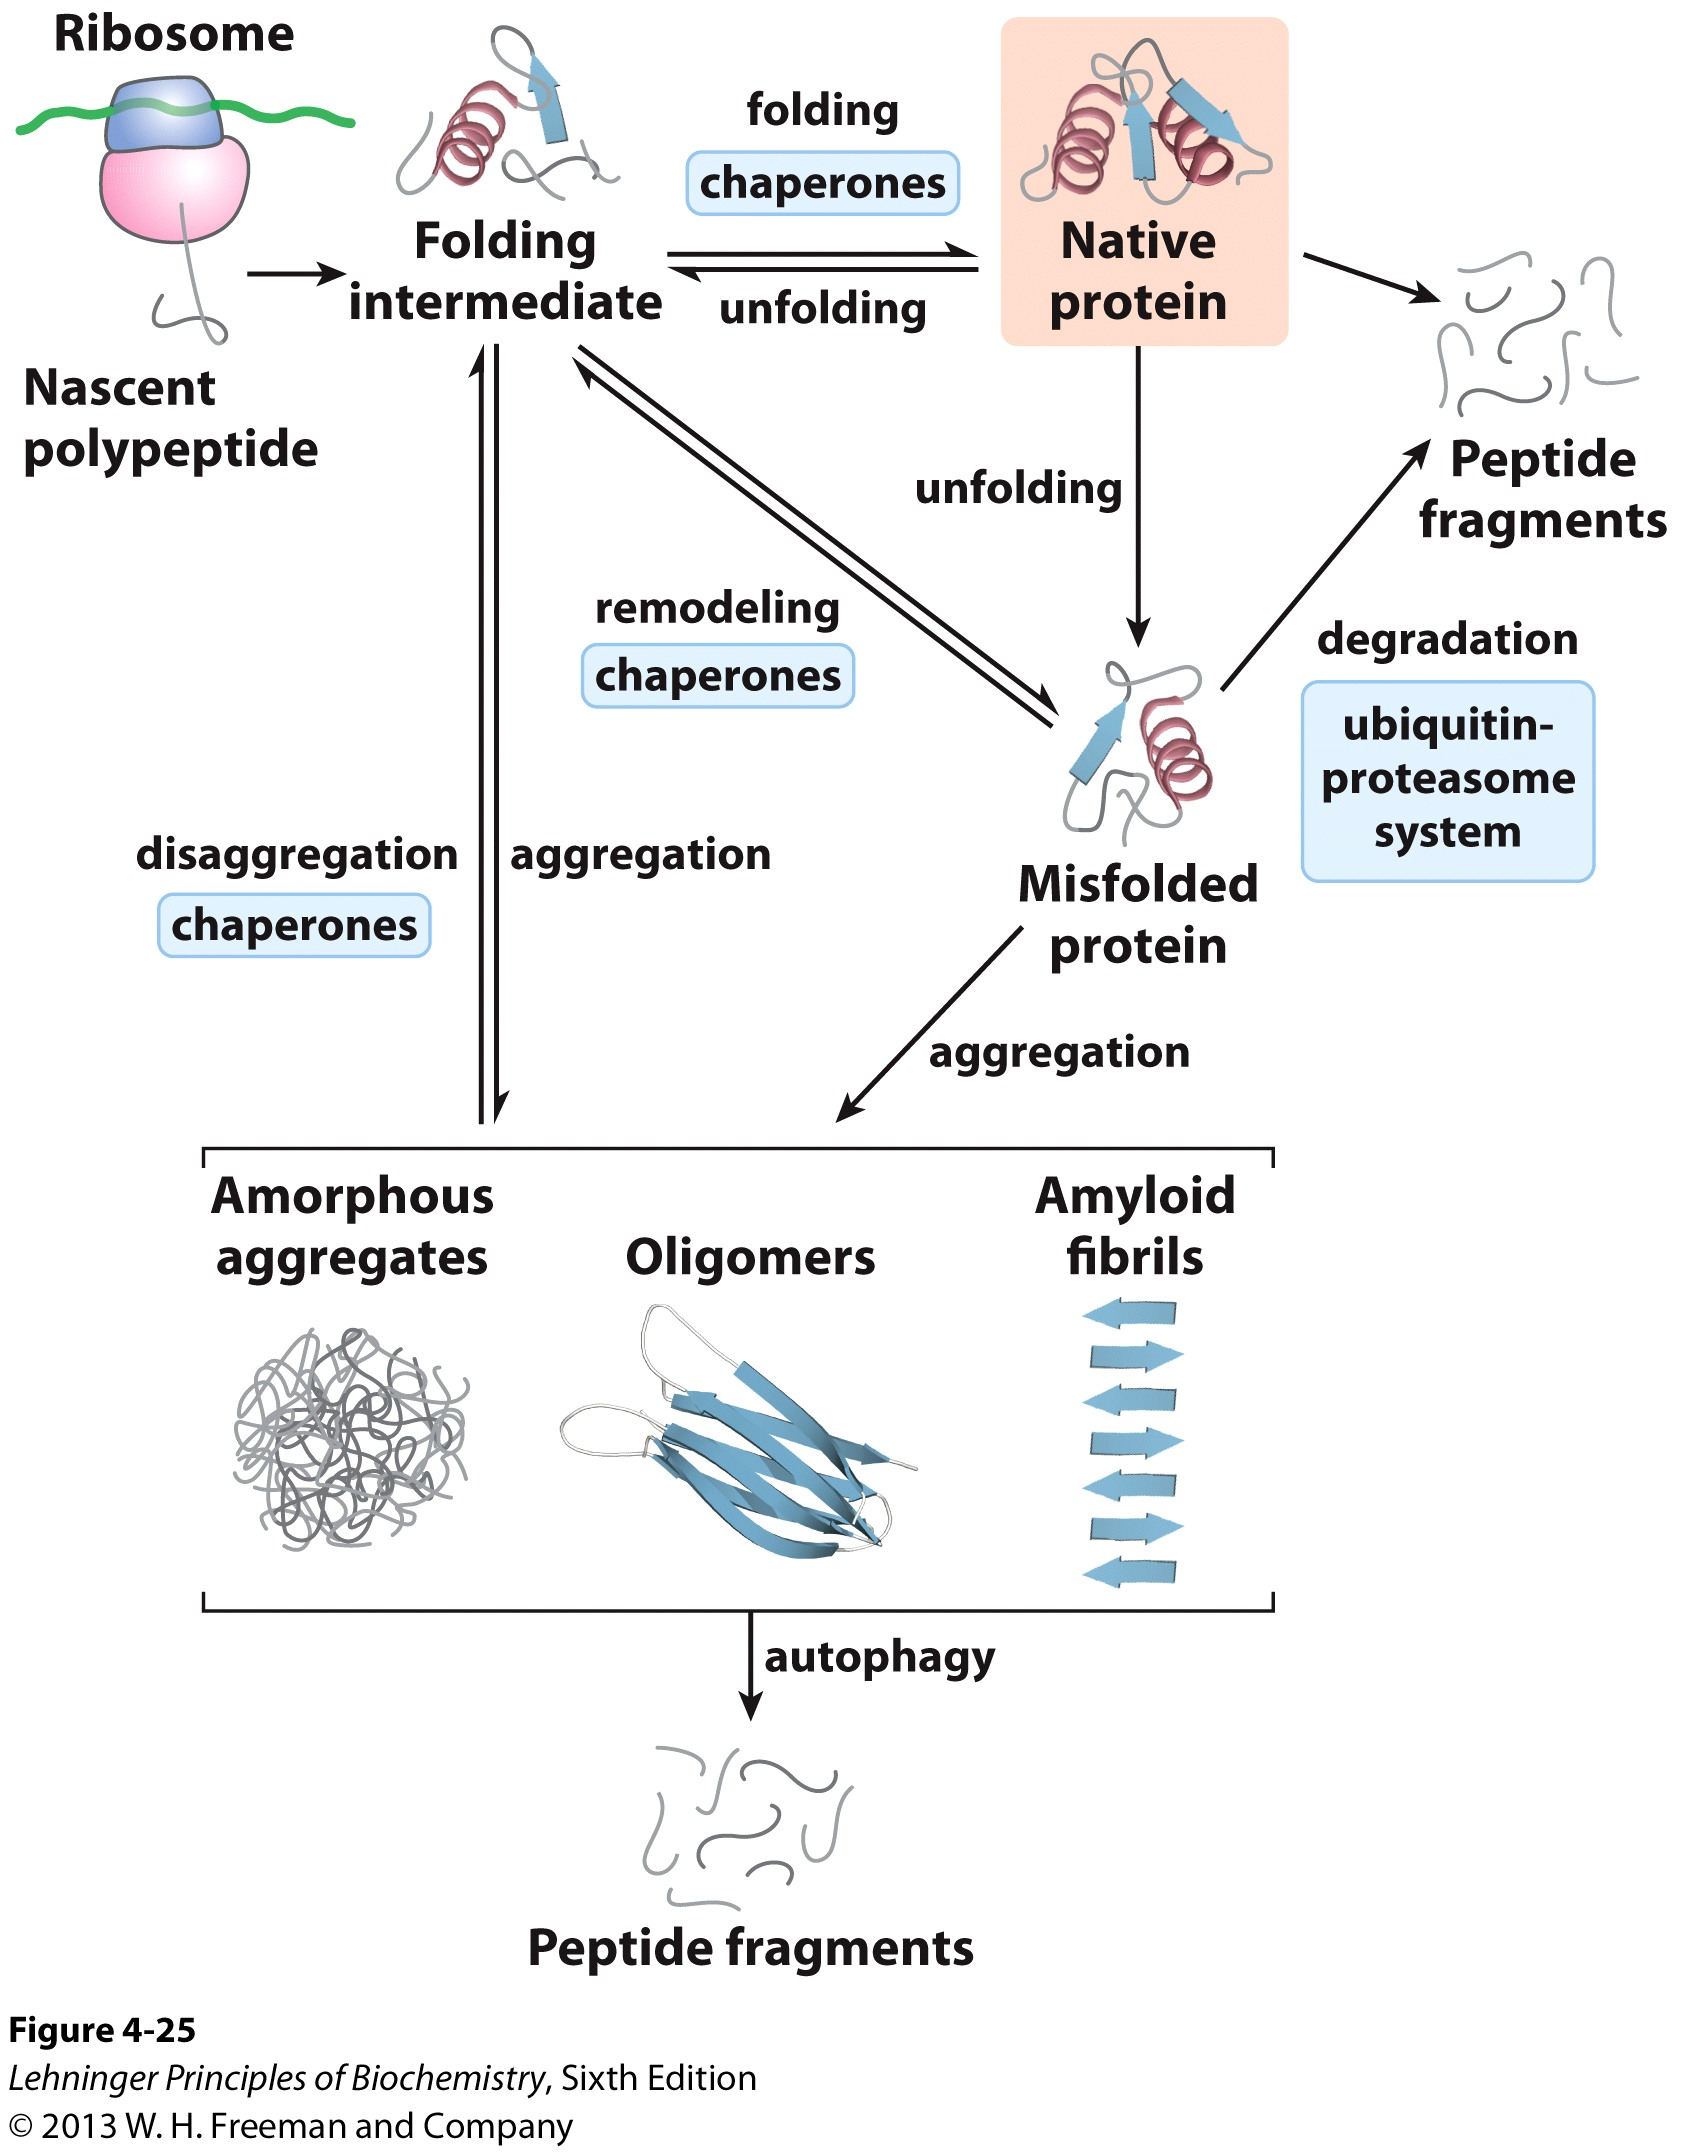 Ribosome
folding
chaperones
Folding
intermediate
unfolding
Native
protein
Nascent
polypeptide
Peptide
fragments
unfolding
remodeling
chaperones
degradation
ubiquitin-
proteasome
system
disaggregation
chaperones
aggregation
Misfolded
protein
aggregation
Amorphous
aggregates
Oligomers
Amyloid
fibrils
autophagy
Peptide fragments
Figure 4-25
Lehninger Principles of Biochemistry, Sixth Edition
© 2013 W. H. Freeman and Company